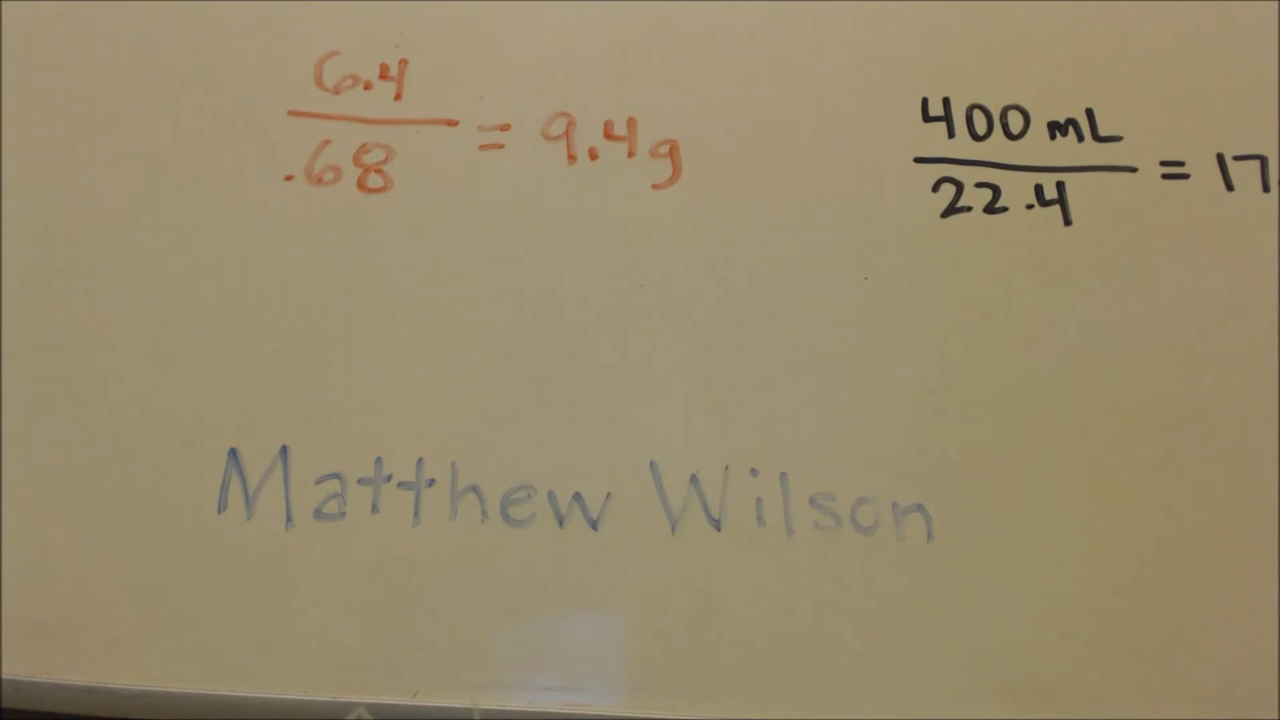 6.4
.68 = 9.4g
400 mL
22.4 = 17
Matthew Wilson